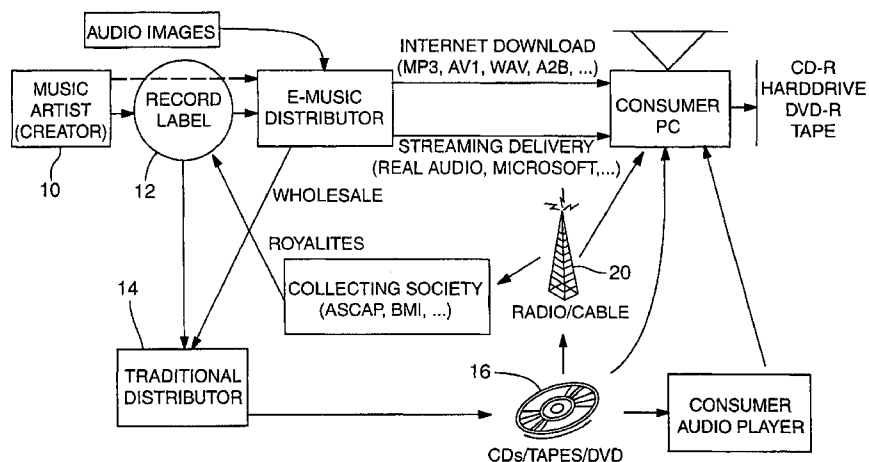 AUDIO IMAGES
MUSIC
ARTIST
(CREATOR)
10
RECORD
LABEL
12
E-MUSIC
DISTRIBUTOR
INTERNET DOWNLOAD
(MP3, AV1, WAV, A2B, ...)
STREAMING DELIVERY
(REAL AUDIO, MICROSOFT,...)
CONSUMER
PC
CD-R
HARDDRIVE
DVD-R
TAPE
WHOLESALE
ROYALITES
COLLECTING SOCIETY
(ASCAP, BMI, ...)
20
RADIO/CABLE
14
TRADITIONAL
DISTRIBUTOR
16
CDs/TAPES/DVD
CONSUMER
AUDIO PLAYER